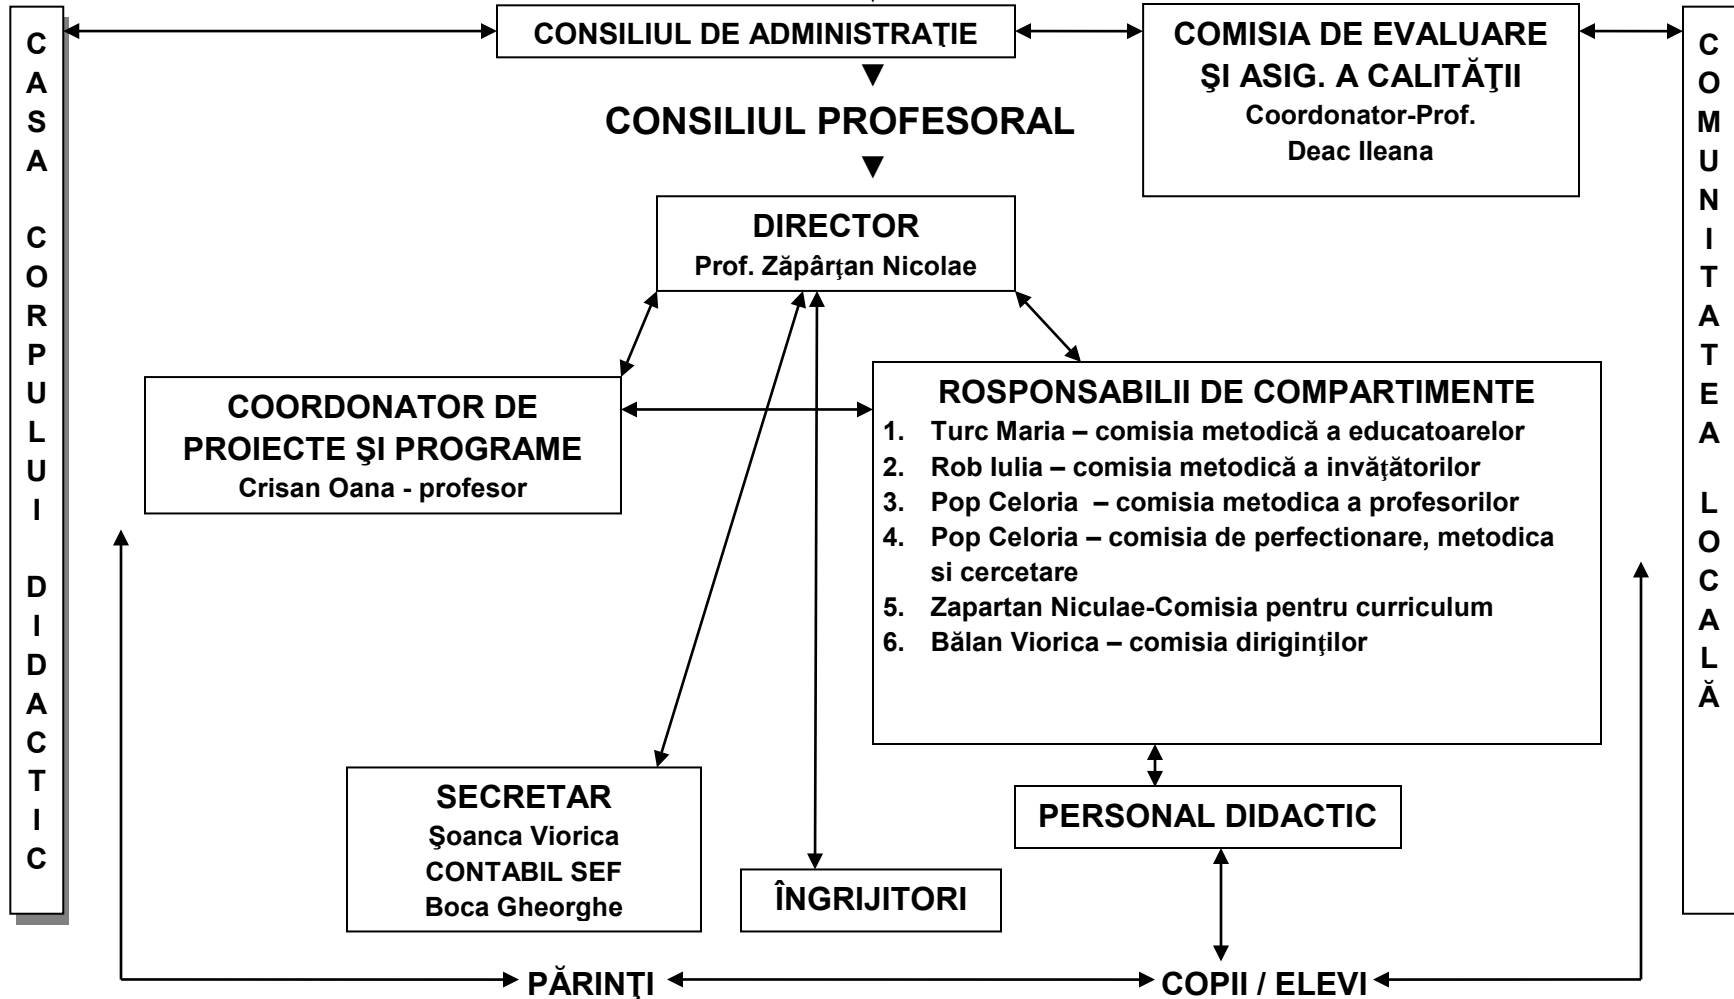 CASA CORPULUI DIDACTIC
CONSILIUL DE ADMINISTRAŢIE
COMISIA DE EVALUARE
ŞI ASIG. A CALITĂŢII
Coordonator-Prof.
Deac Ileana
COMUNITATEA LOCALĂ
CONSILIUL PROFESORAL
DIRECTOR
Prof. Zăpârţan Nicolae
COORDONATOR DE
PROIECTE ŞI PROGRAME
Crisan Oana - profesor
ROSPONSABILII DE COMPARTIMENTE
1. Turc Maria – comisia metodică a educatoarelor
2. Rob Iulia – comisia metodică a invăţătorilor
3. Pop Celoria – comisia metodica a profesorilor
4. Pop Celoria – comisia de perfectionare, metodica
si cercetare
5. Zapartan Niculae-Comisia pentru curriculum
6. Bălan Viorica – comisia diriginţilor
SECRETAR
Şoanca Viorica
CONTABIL SEF
Boca Gheorghe
ÎNGRIJITORI
PERSONAL DIDACTIC
PĂRINŢI
COPII / ELEVI